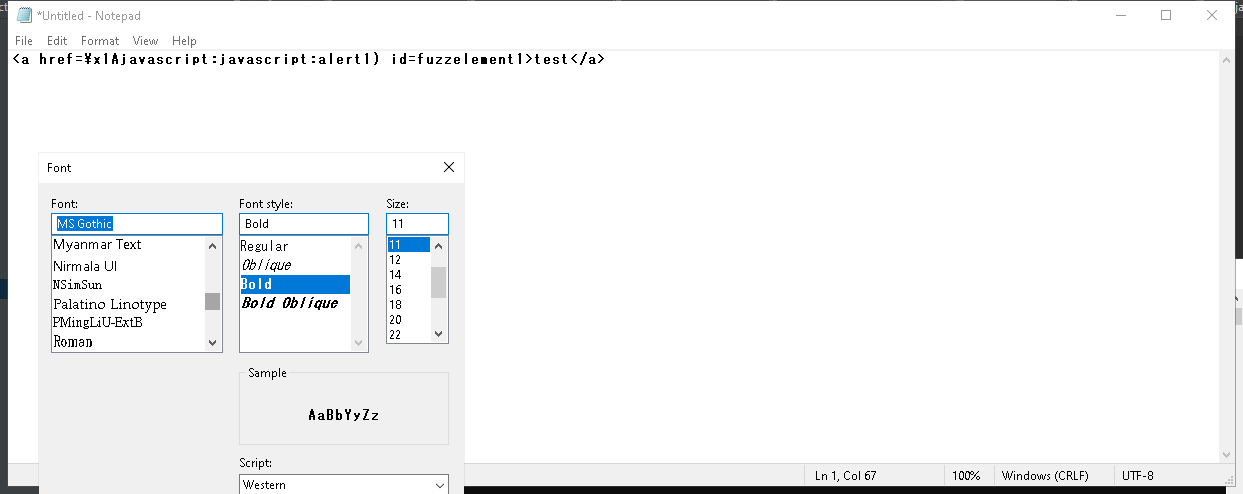 *Untitled - Notepad
File Edit Format View Help
<a href=¥x1Ajavascript:javascript:alert1) id=fuzzelement1>test</a>
Font
Font: Font style: Size:
MS Gothic Bold 11
Myanmar Text
Nirmala UI
NSimSun
Palatino Linotype
PMingLiU-ExtB
Roman
Regular
Oblique
Bold
Bold Oblique
11
12
14
16
18
20
22
Sample
AaBbYyZz
Script:
Western
Ln 1, Col 67 100% Windows (CRLF) UTF-8